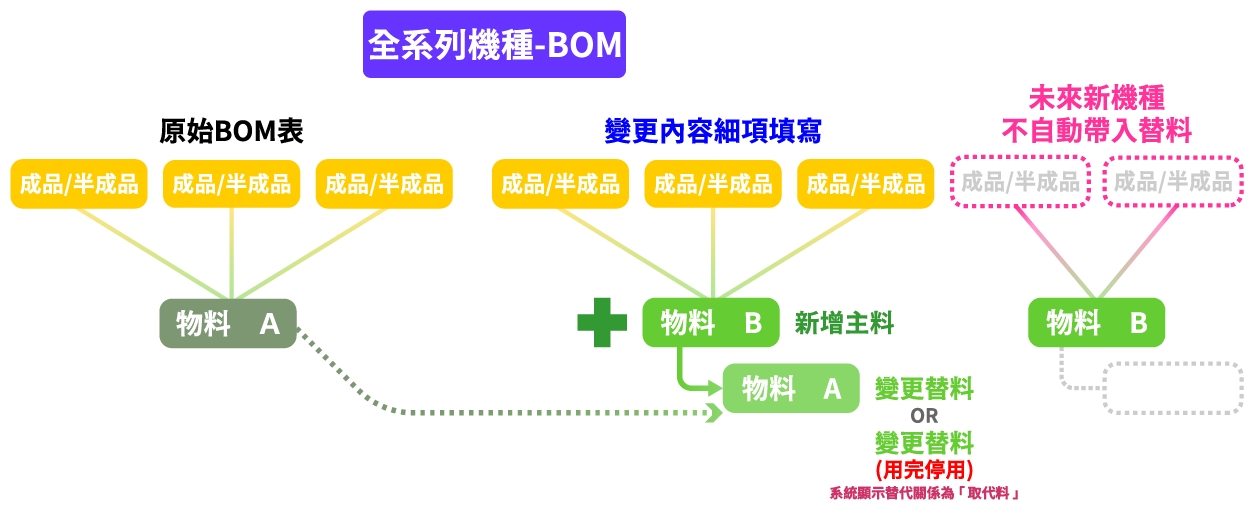 全系列機種-BOM
原始BOM表
變更內容細項填寫
未來新機種
不自動帶入替料
成品/半成品
成品/半成品
成品/半成品
成品/半成品
成品/半成品
成品/半成品
成品/半成品
成品/半成品
物料 A
物料 B
新增主料
物料 B
物料 A
變更替料
OR
變更替料
(用完停用)
系統顯示替代關係為「取代料」